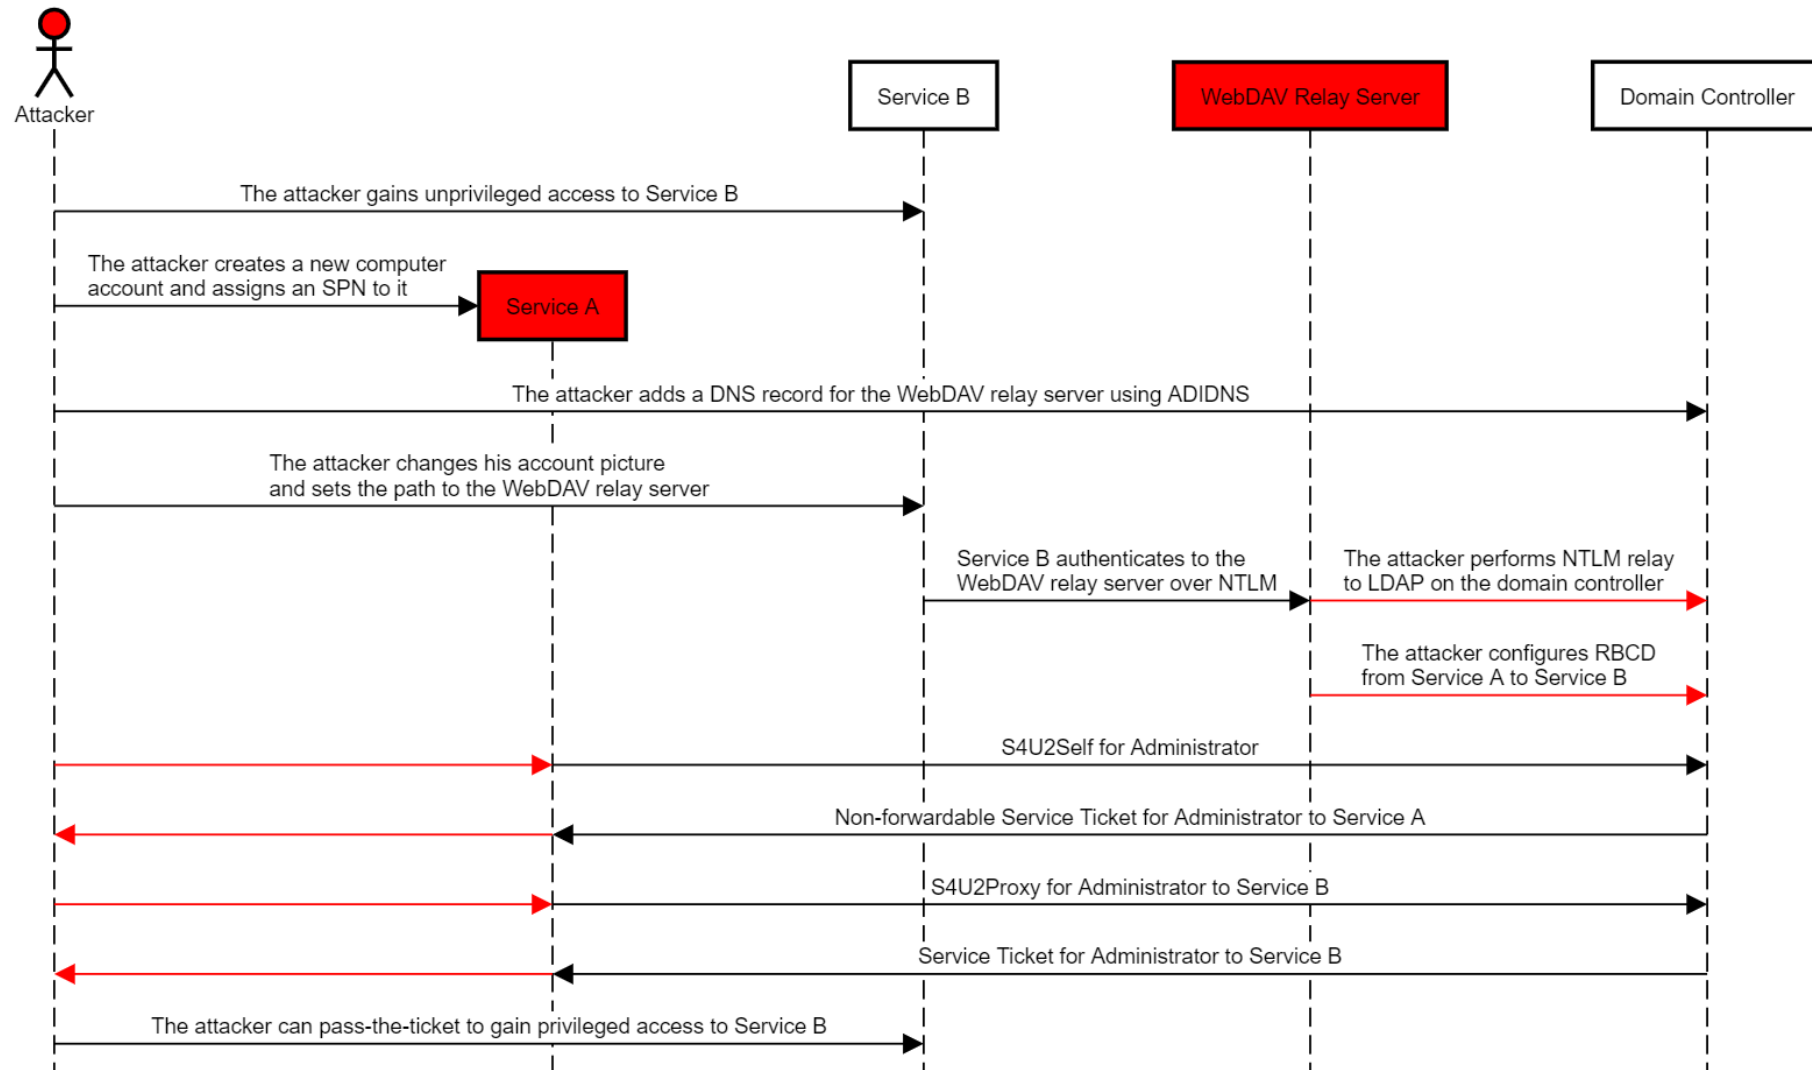 Attacker
Service B
WebDAV Relay Server
Domain Controller
The attacker gains unprivileged access to Service B
The attacker creates a new computer
account and assigns an SPN to it
Service A
The attacker adds a DNS record for the WebDAV relay server using ADIDNS
The attacker changes his account picture
and sets the path to the WebDAV relay server
Service B authenticates to the
WebDAV relay server over NTLM
The attacker performs NTLM relay
to LDAP on the domain controller
The attacker configures RBCD
from Service A to Service B
S4U2Self for Administrator
Non-forwardable Service Ticket for Administrator to Service A
S4U2Proxy for Administrator to Service B
Service Ticket for Administrator to Service B
The attacker can pass-the-ticket to gain privileged access to Service B